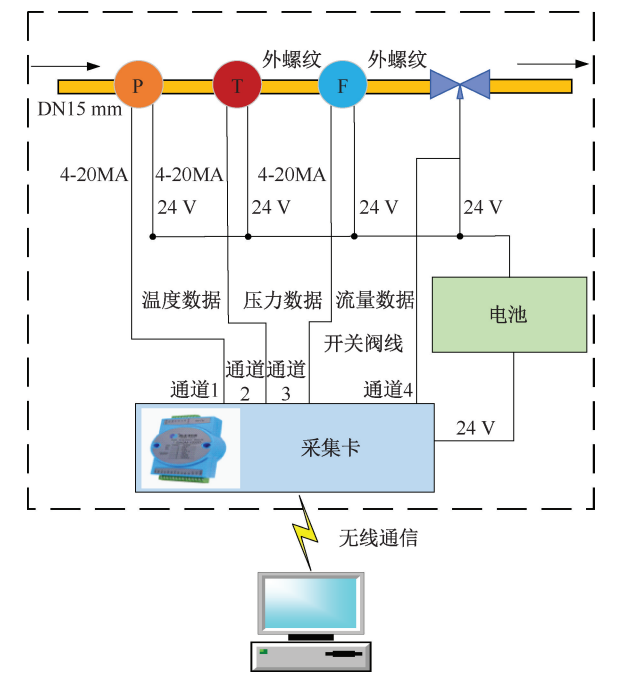 外螺纹 外螺纹
P T F
DN15 mm
4-20MA 4-20MA 4-20MA
24 V 24 V 24 V 24 V
温度数据 压力数据 流量数据
电池
开关阀线
通道1 通道2 通道3 通道4
24 V
采集卡
无线通信